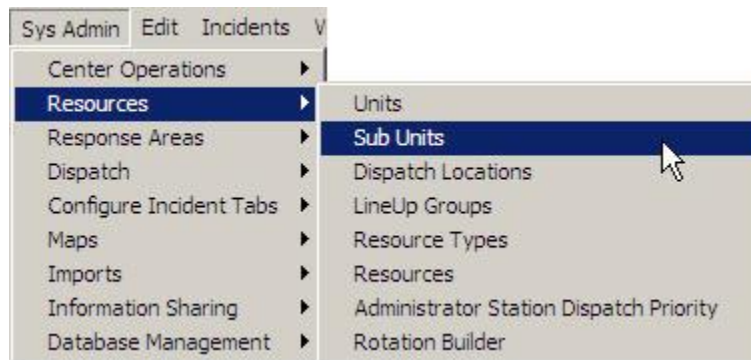 Sys Admin Edit Incidents
Center Operations
Resources
Response Areas
Dispatch
Configure Incident Tabs
Maps
Imports
Information Sharing
Database Management
Units
Sub Units
Dispatch Locations
LineUp Groups
Resource Types
Resources
Administrator Station Dispatch Priority
Rotation Builder